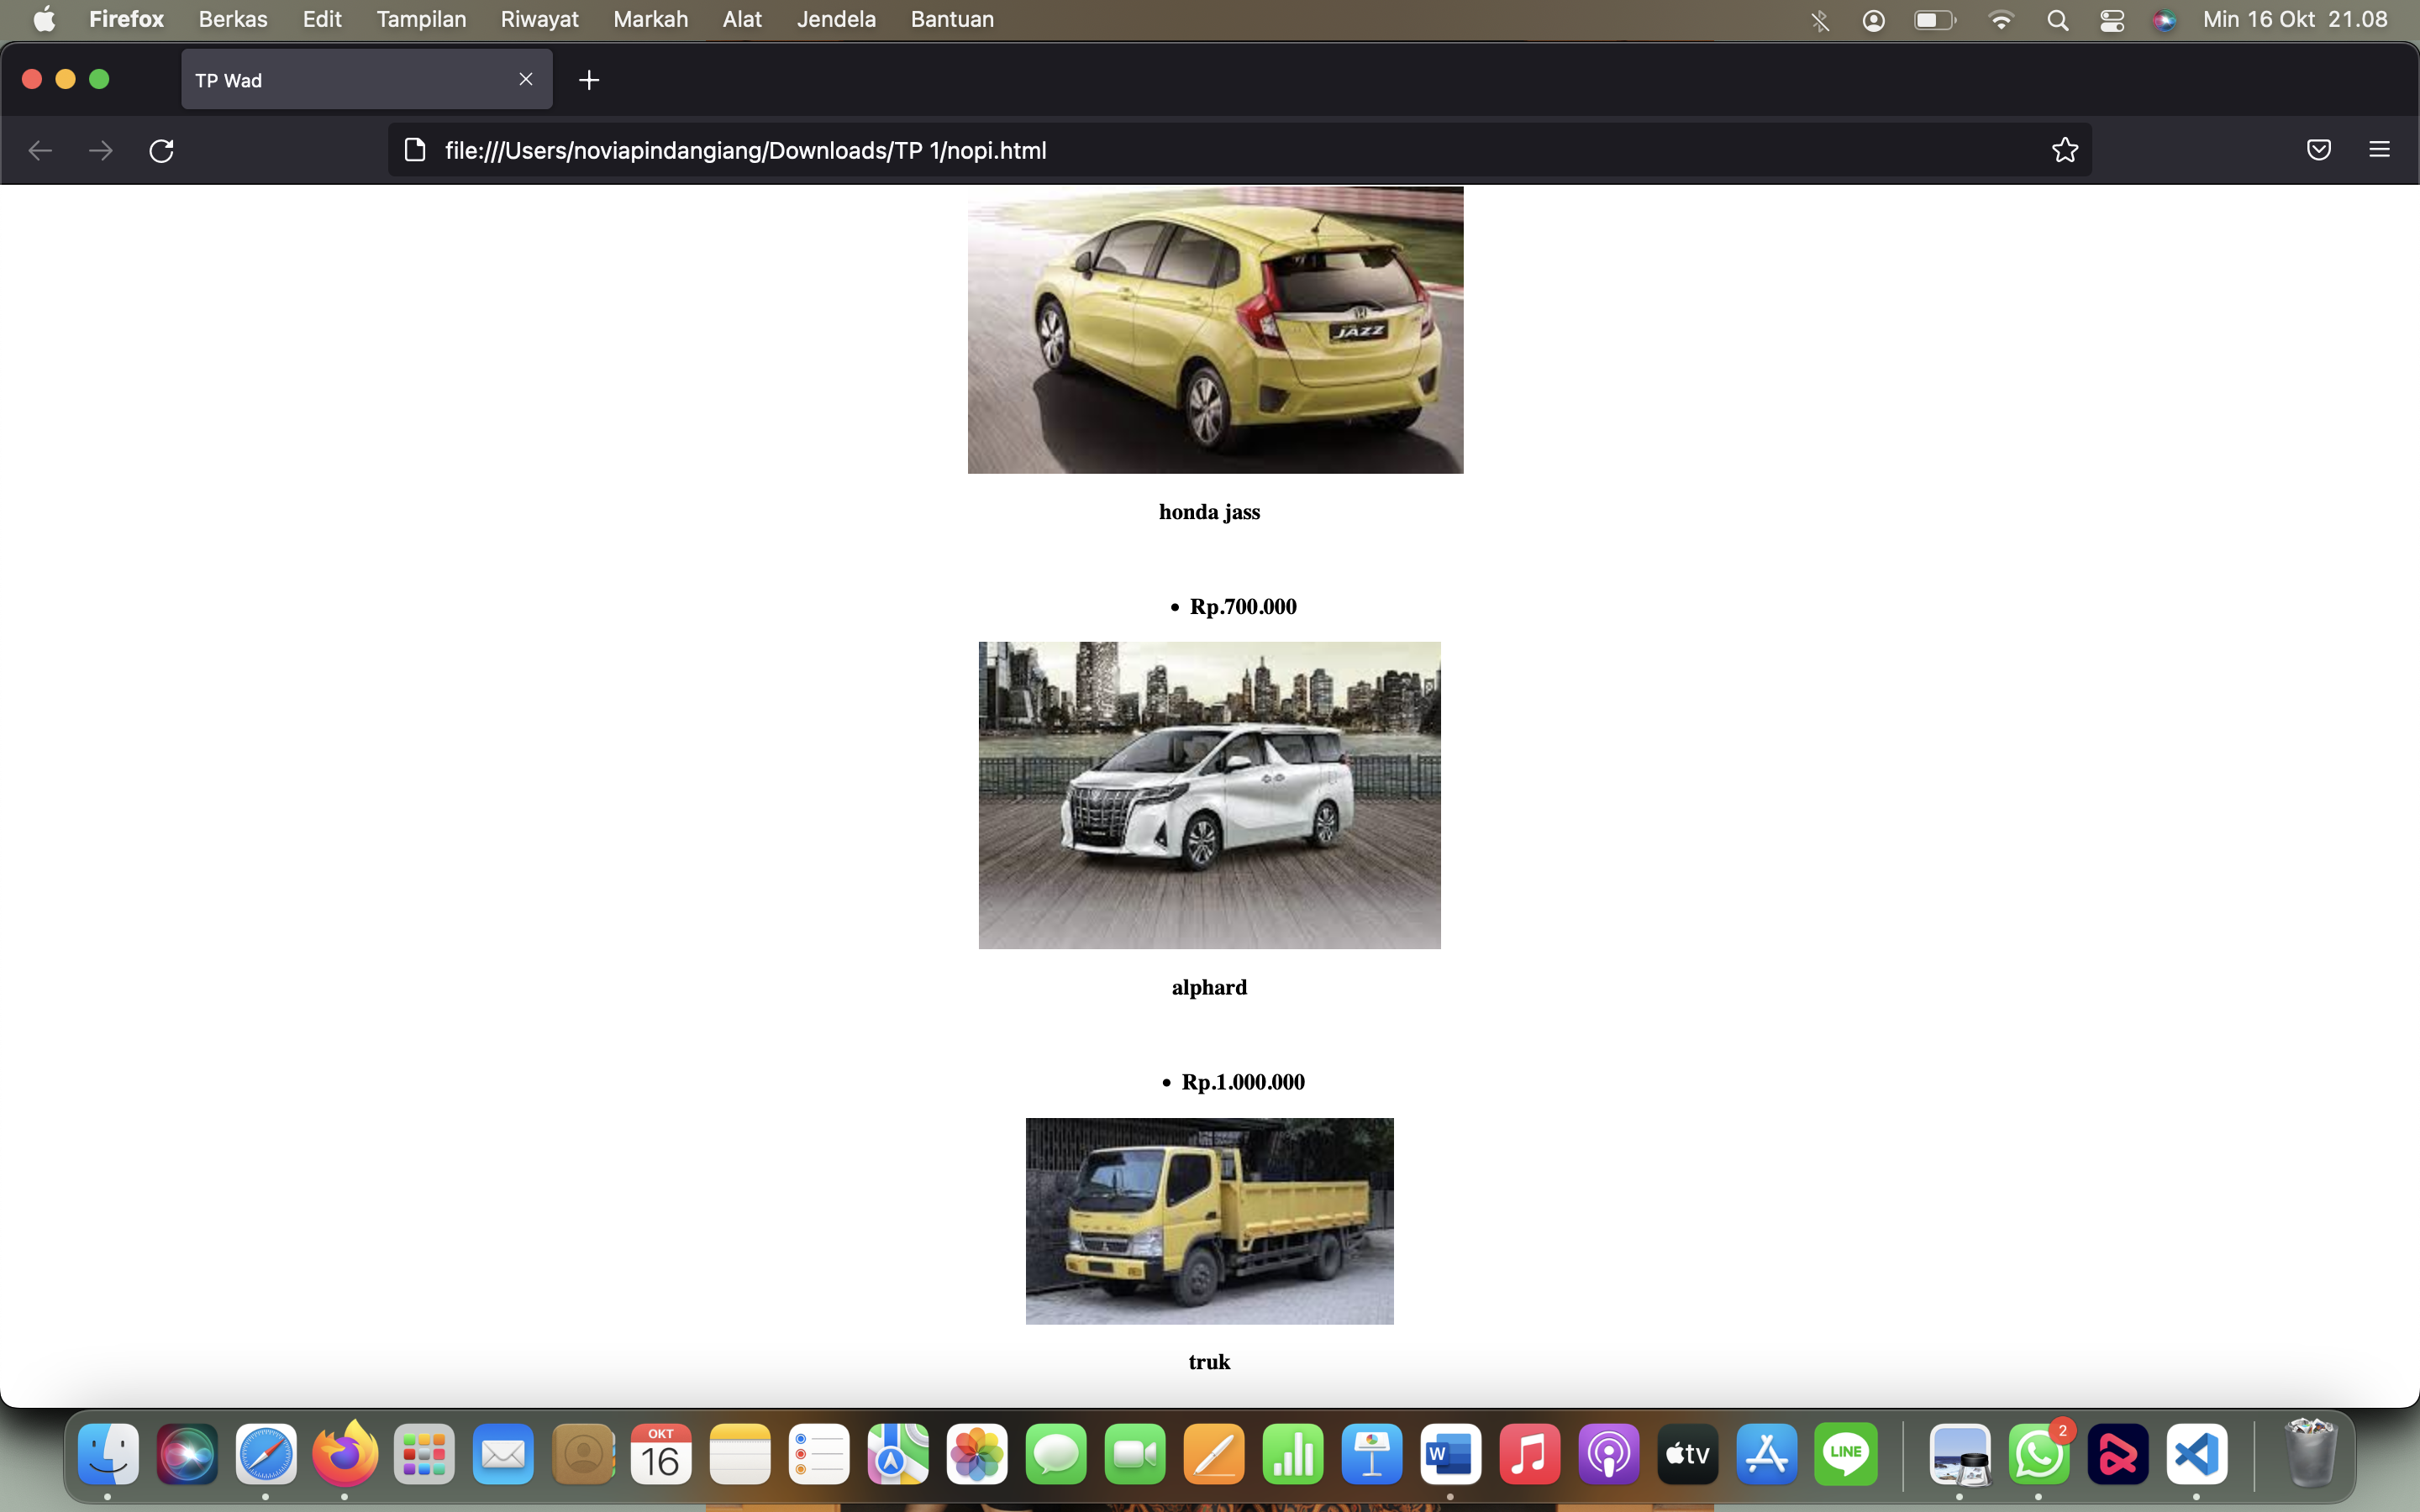 Firefox Berkas Edit Tampilan Riwayat Markah Alat Jendela Bantuan Min 16 Okt 21.08
TP Wad
file:///Users/noviapindangiang/Downloads/TP 1/nopi.html
JAZZ
honda jass
• Rp.700.000
alphard
• Rp.1.000.000
truk
OKT
16
W
tv
LINE
2